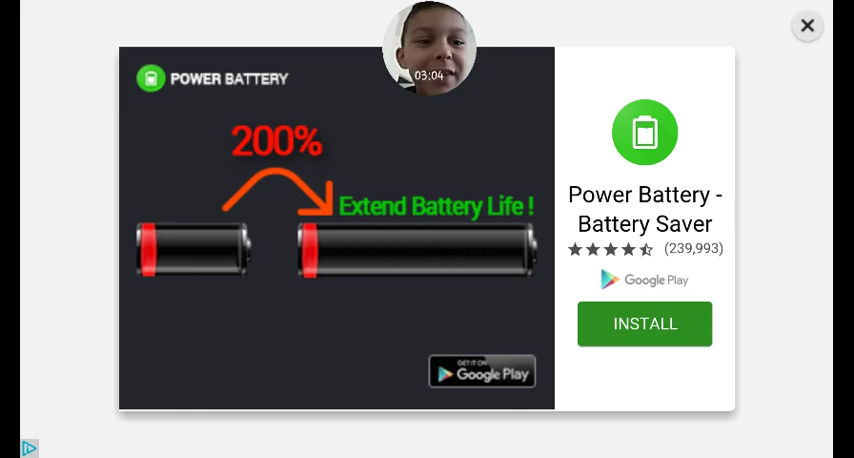 03:04
POWER BATTERY
200%
Extend Battery Life !
GET IT ON
Google Play
Power Battery -
Battery Saver
(239,993)
Google Play
INSTALL